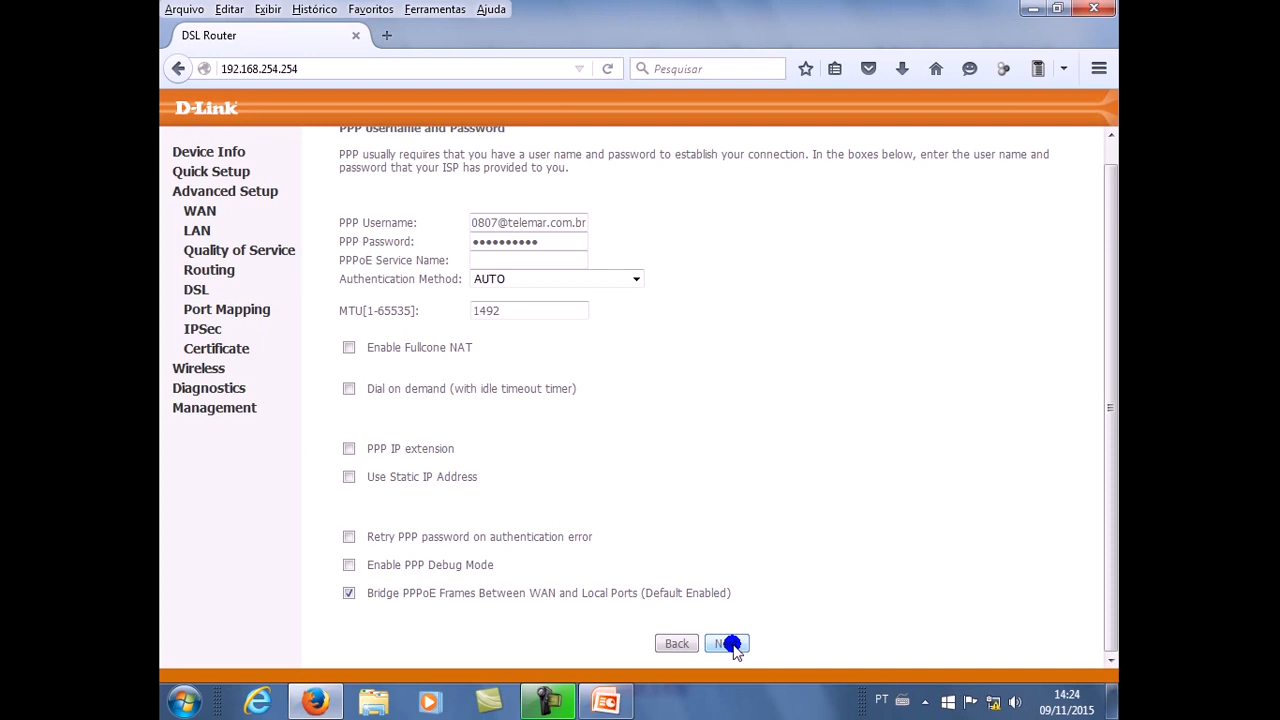 Arquivo Editar Exibir Histórico Favoritos Ferramentas Ajuda
DSL Router
192.168.254.254
Pesquisar
D-Link
PPP Username and Password
PPP usually requires that you have a user name and password to establish your connection. In the boxes below, enter the user name and
password that your ISP has provided to you.
Device Info
Quick Setup
Advanced Setup
WAN
LAN
Quality of Service
Routing
DSL
Port Mapping
IPSec
Certificate
Wireless
Diagnostics
Management
PPP Username: 0807@telemar.com.br
PPP Password: ••••••••••
PPPoE Service Name:
Authentication Method: AUTO
MTU[1-65535]: 1492
Enable Fullcone NAT
Dial on demand (with idle timeout timer)
PPP IP extension
Use Static IP Address
Retry PPP password on authentication error
Enable PPP Debug Mode
Bridge PPPoE Frames Between WAN and Local Ports (Default Enabled)
Back
PT
14:24
09/11/2015